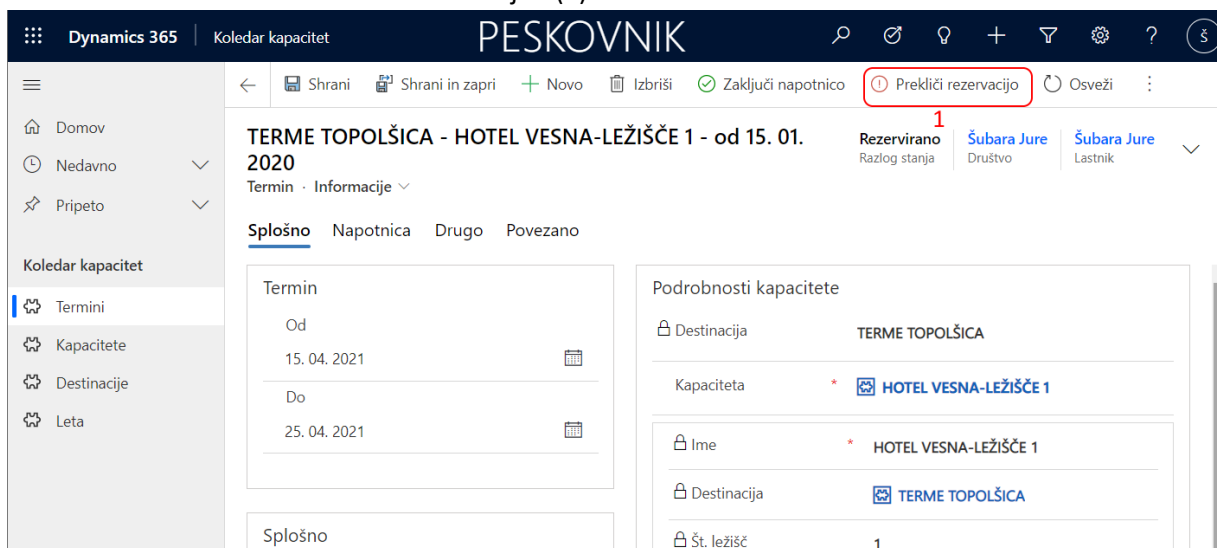 Dynamics 365 Koledar kapacitet PESKOVNIK š
Shrani Shrani in zapri Novo Izbriši Zaključi napotnico Prekliči rezervacijo Osveži
1
Domov
Nedavno
Pripeto
Koledar kapacitet
Termini
Kapacitete
Destinacije
Leta
TERME TOPOLŠICA - HOTEL VESNA-LEŽIŠČE 1 - od 15. 01.
2020
Termin · Informacije
Rezervirano
Razlog stanja
Šubara Jure
Društvo
Šubara Jure
Lastnik
Splošno Napotnica Drugo Povezano
Termin
Od
15. 04. 2021
Do
25. 04. 2021
Splošno
Podrobnosti kapacitete
Destinacija TERME TOPOLŠICA
Kapaciteta * HOTEL VESNA-LEŽIŠČE 1
Ime * HOTEL VESNA-LEŽIŠČE 1
Destinacija TERME TOPOLŠICA
Št. ležišč 1